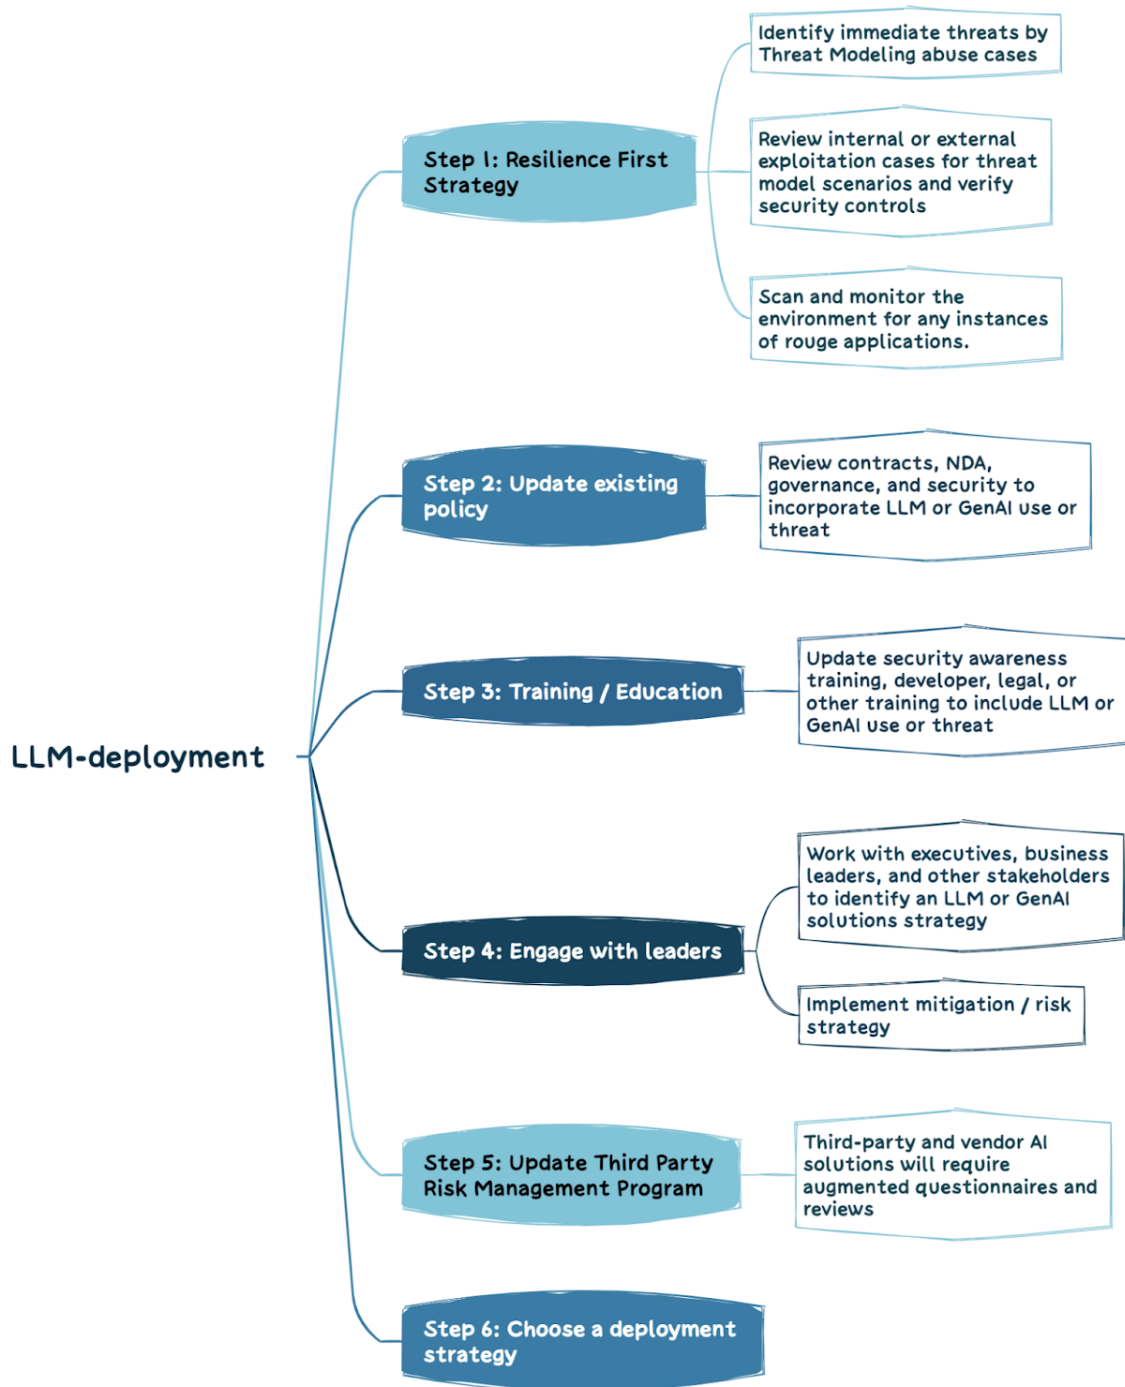 Identify immediate threats by
Threat Modeling abuse cases
Step 1: Resilience First
Strategy
Review internal or external
exploitation cases for threat
model scenarios and verify
security controls
Scan and monitor the
environment for any instances
of rouge applications.
Step 2: Update existing
policy
Review contracts, NDA,
governance, and security to
incorporate LLM or GenAI use or
threat
Step 3: Training / Education
Update security awareness
training, developer, legal, or
other training to include LLM or
GenAI use or threat
LLM-deployment
Step 4: Engage with leaders
Work with executives, business
leaders, and other stakeholders
to identify an LLM or GenAI
solutions strategy
Implement mitigation / risk
strategy
Step 5: Update Third Party
Risk Management Program
Third-party and vendor AI
solutions will require
augmented questionnaires and
reviews
Step 6: Choose a deployment
strategy